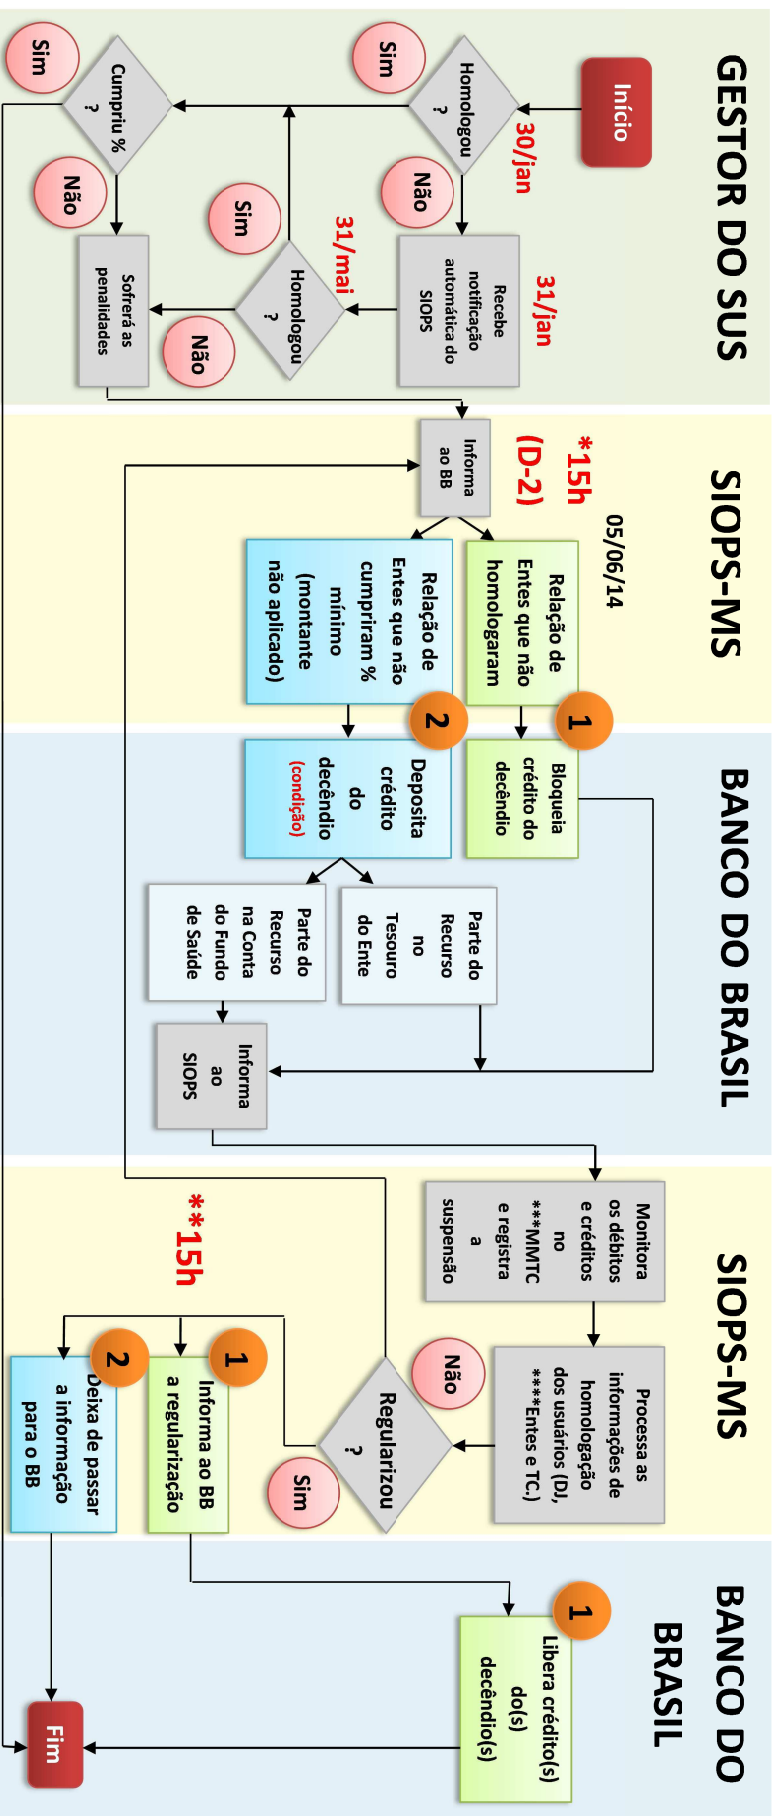 GESTOR DO SUS
Início
30/jan
Homologou
?
Sim
Não
31/jan
Recebe
notificação
automática do
SIOPS
31/mai
Homologou
?
Sim
Não
Cumpriu %
?
Sim
Não
Sofrerá as
penalidades
SIOPS-MS
05/06/14
*15h
(D-2)
Informa
ao BB
Relação de
Entes que não
homologaram
1
Relação de
Entes que não
cumpriram %
mínimo
(montante
não aplicado)
2
BANCO DO BRASIL
Bloqueia
crédito do
decêndio
Deposita
crédito
do
decêndio
(condição)
Parte do
Recurso
no
Tesouro
do Ente
Parte do
Recurso
na Conta
do Fundo
de Saúde
Informa
ao
SIOPS
SIOPS-MS
Monitora
os débitos
e créditos
no
***MMTC
e registra
a
suspensão
Processa as
informações de
homologação
dos usuários (DJ,
****Entes e TC.)
Regularizou
?
Não
Sim
**15h
1
Informa ao BB
a regularização
2
Deixa de passar
a informação
para o BB
BANCO DO
BRASIL
1
Libera crédito(s)
do(s)
decêndio(s)
Fim